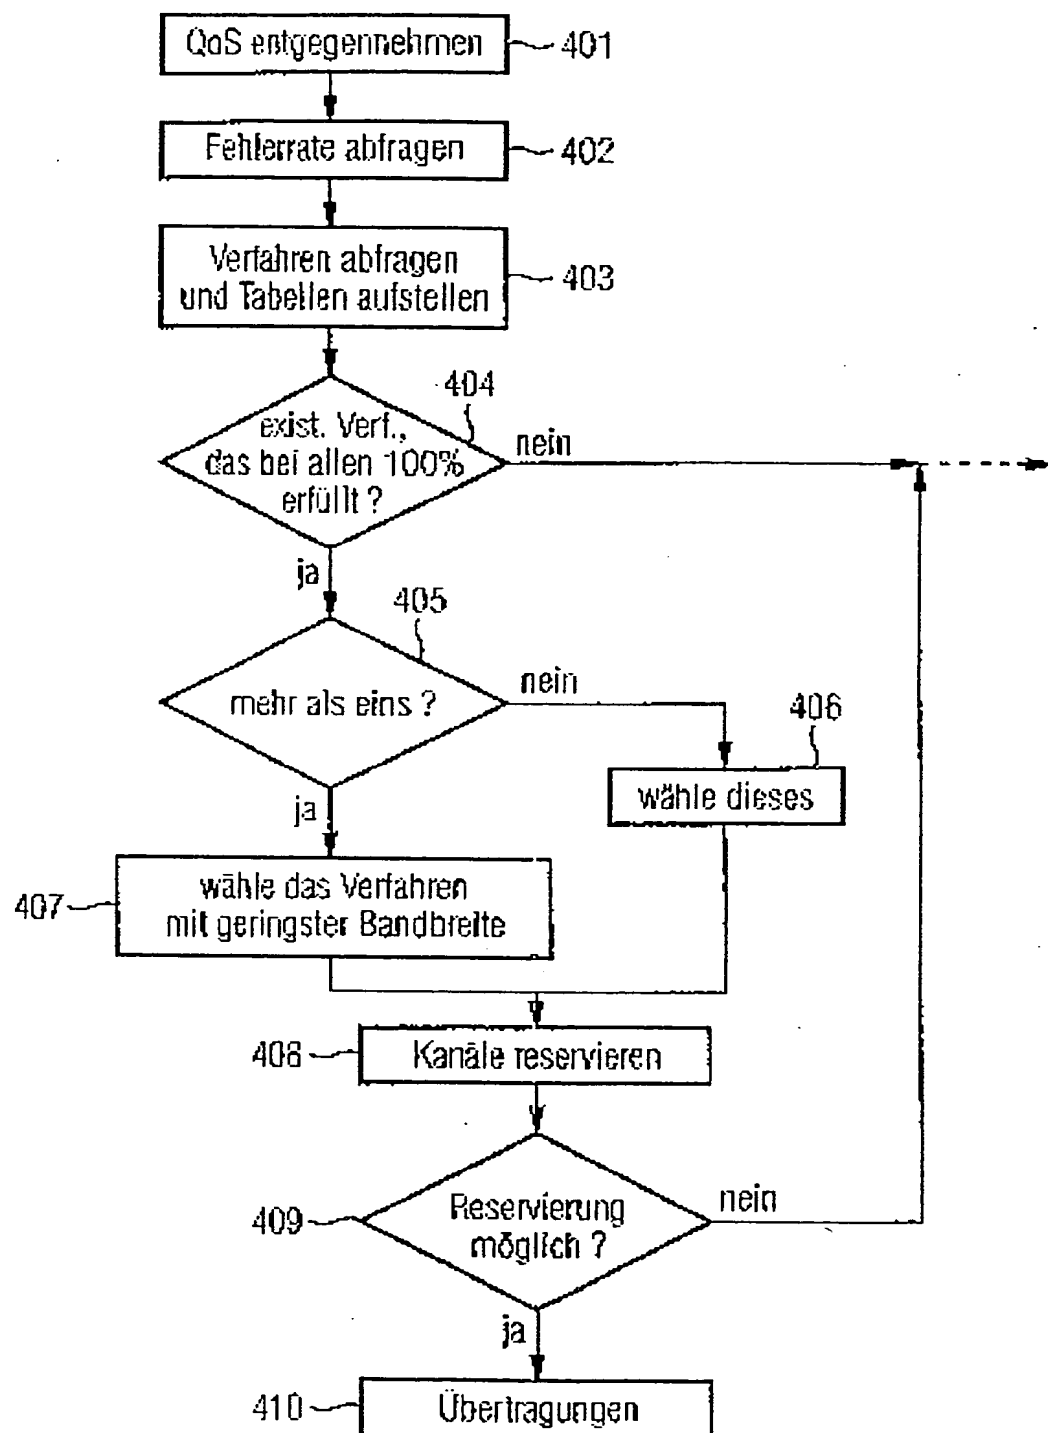 QoS entgegennehmen
401
Fehlerrate abfragen
402
Verfahren abfragen
und Tabellen aufstellen
403
404
exist. Verf.,
das bei allen 100%
erfüllt ?
nein
ja
405
mehr als eins ?
nein
406
wähle dieses
ja
407
wähle das Verfahren
mit geringster Bandbreite
408
Kanäle reservieren
409
Reservierung
möglich ?
nein
ja
410
Übertragungen